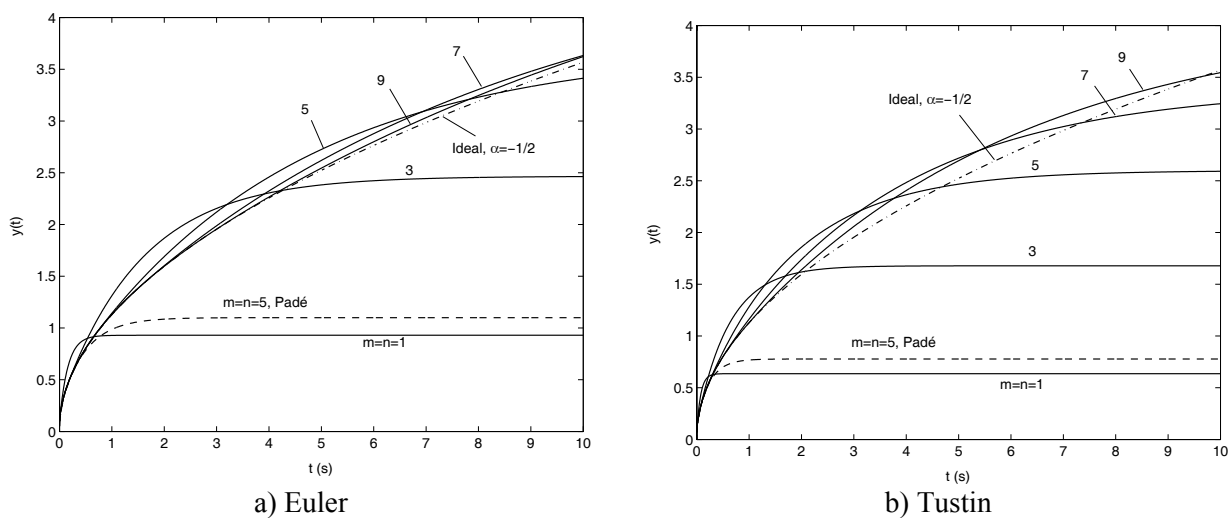 4
3.5
3
2.5
2
1.5
1
0.5
0
y(t)
7
9
5
Ideal, α=−1/2
3
m=n=5, Padé
m=n=1
0 1 2 3 4 5 6 7 8 9 10
t (s)
a) Euler
4
3.5
3
2.5
2
1.5
1
0.5
0
y(t)
9
7
Ideal, α=−1/2
5
3
m=n=5, Padé
m=n=1
0 1 2 3 4 5 6 7 8 9 10
t (s)
b) Tustin